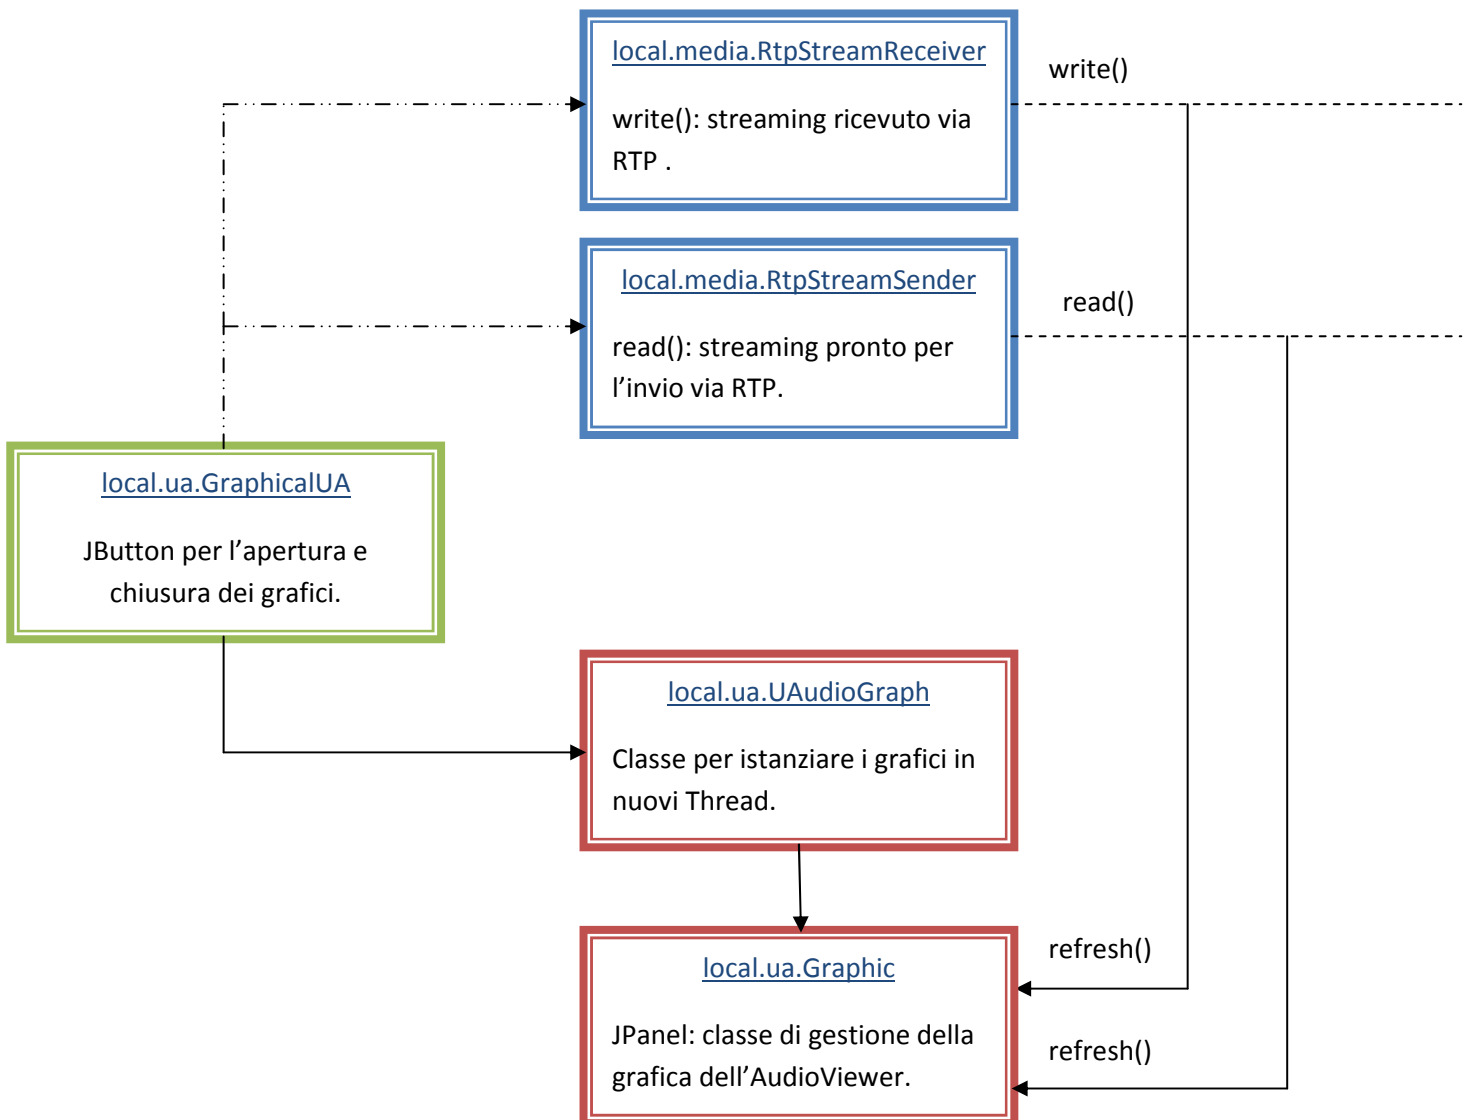 local.media.RtpStreamReceiver
write(): streaming ricevuto via
RTP .
write()
local.media.RtpStreamSender
read(): streaming pronto per
l’invio via RTP.
read()
local.ua.GraphicalUA
JButton per l’apertura e
chiusura dei grafici.
local.ua.UAudioGraph
Classe per istanziare i grafici in
nuovi Thread.
local.ua.Graphic
JPanel: classe di gestione della
grafica dell’AudioViewer.
refresh()
refresh()